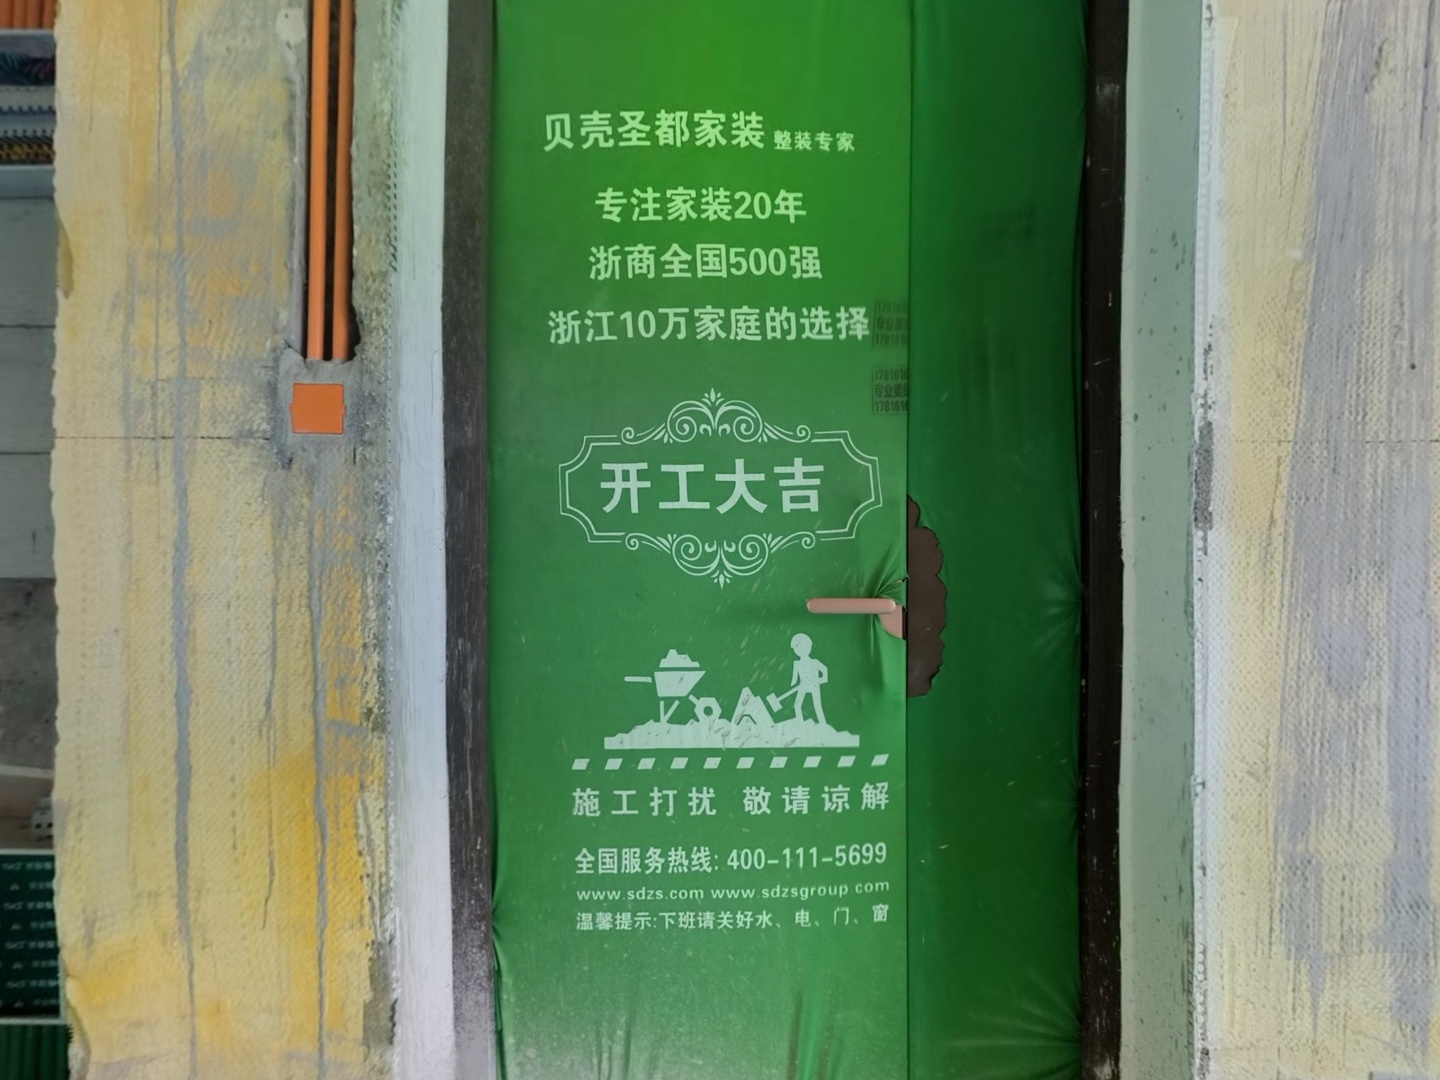 贝壳圣都家装 整装专家
专注家装20年
浙商全国500强
浙江10万家庭的选择
开工大吉
施工打扰 敬请谅解
全国服务热线: 400-111-5699
www.sdzs.com www.sdzsgroup.com
温馨提示:下班请关好水、电、门、窗